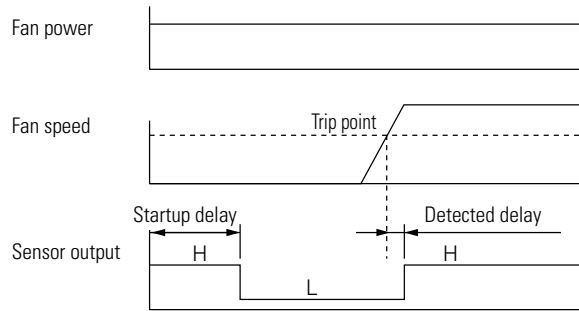 Fan power
Fan speed
Trip point
Startup delay
Detected delay
Sensor output
H
L
H